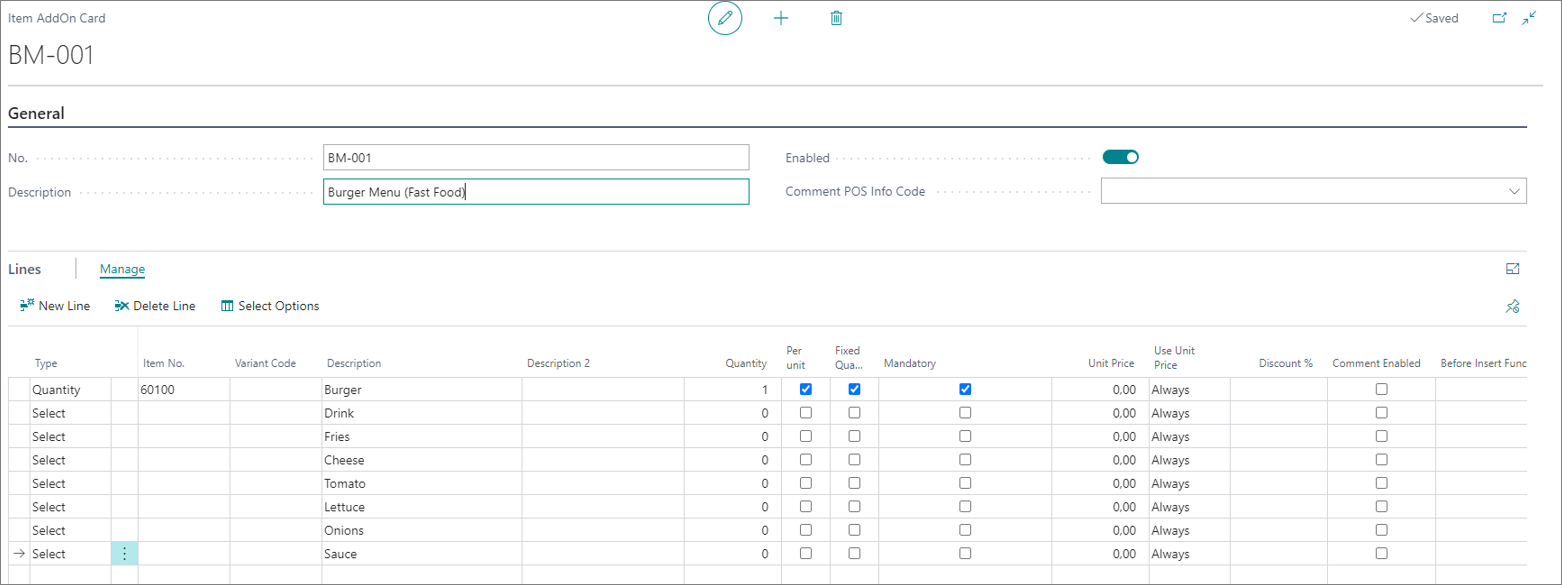 Item AddOn Card
Saved
BM-001
General
No. BM-001 Enabled
Description Burger Menu (Fast Food) Comment POS Info Code
Lines Manage
New Line Delete Line Select Options
Type Item No. Variant Code Description Description 2 Quantity Per unit Fixed Qua... Mandatory Unit Price Use Unit Price Discount % Comment Enabled Before Insert Func
Quantity 60100 Burger 1 0,00 Always
Select Drink 0 0,00 Always
Select Fries 0 0,00 Always
Select Cheese 0 0,00 Always
Select Tomato 0 0,00 Always
Select Lettuce 0 0,00 Always
Select Onions 0 0,00 Always
Select Sauce 0 0,00 Always